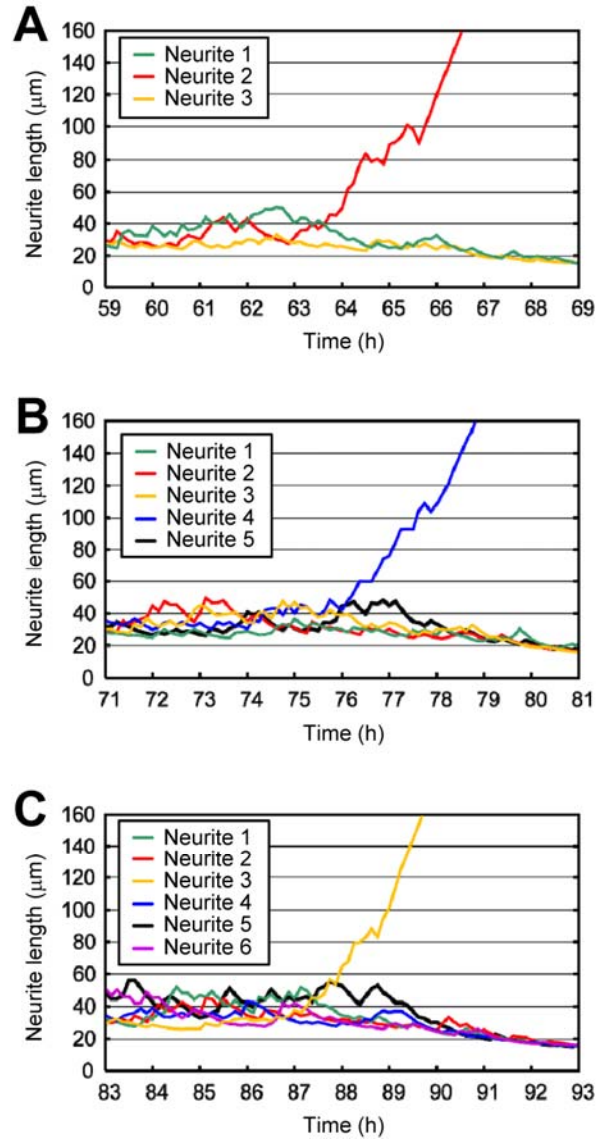 A
160
140
120
100
80
60
40
20
0
Neurite length (μm)
Neurite 1
Neurite 2
Neurite 3
59 60 61 62 63 64 65 66 67 68 69
Time (h)
B
160
140
120
100
80
60
40
20
0
Neurite length (μm)
Neurite 1
Neurite 2
Neurite 3
Neurite 4
Neurite 5
71 72 73 74 75 76 77 78 79 80 81
Time (h)
C
160
140
120
100
80
60
40
20
0
Neurite length (μm)
Neurite 1
Neurite 2
Neurite 3
Neurite 4
Neurite 5
Neurite 6
83 84 85 86 87 88 89 90 91 92 93
Time (h)